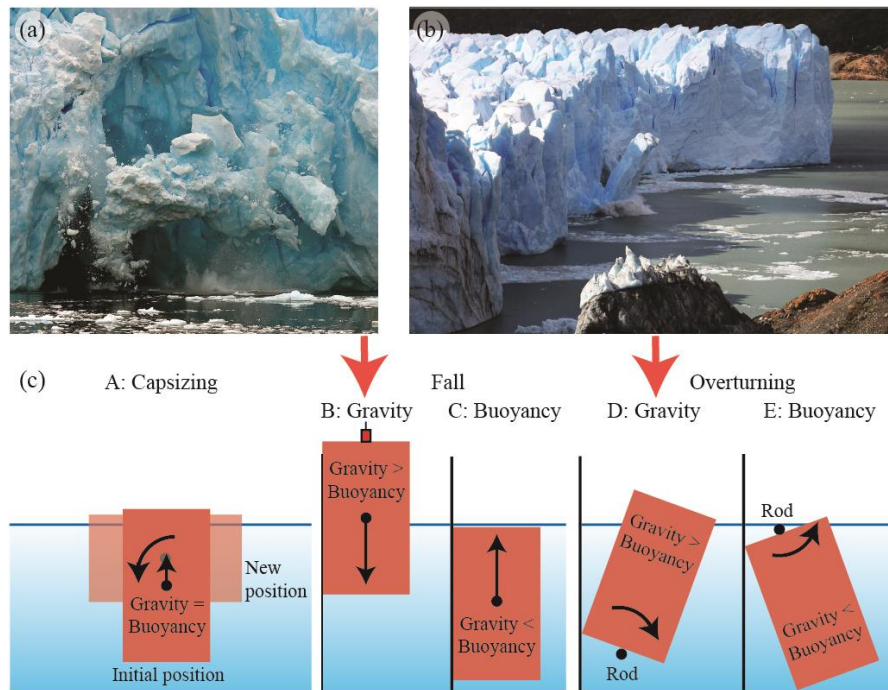 (a)
(b)
(c)
A: Capsizing
Fall
Overturning
B: Gravity
C: Buoyancy
D: Gravity
E: Buoyancy
Gravity =
Buoyancy
New
position
Initial position
Gravity >
Buoyancy
Gravity <
Buoyancy
Gravity >
Buoyancy
Rod
Rod
Gravity <
Buoyancy